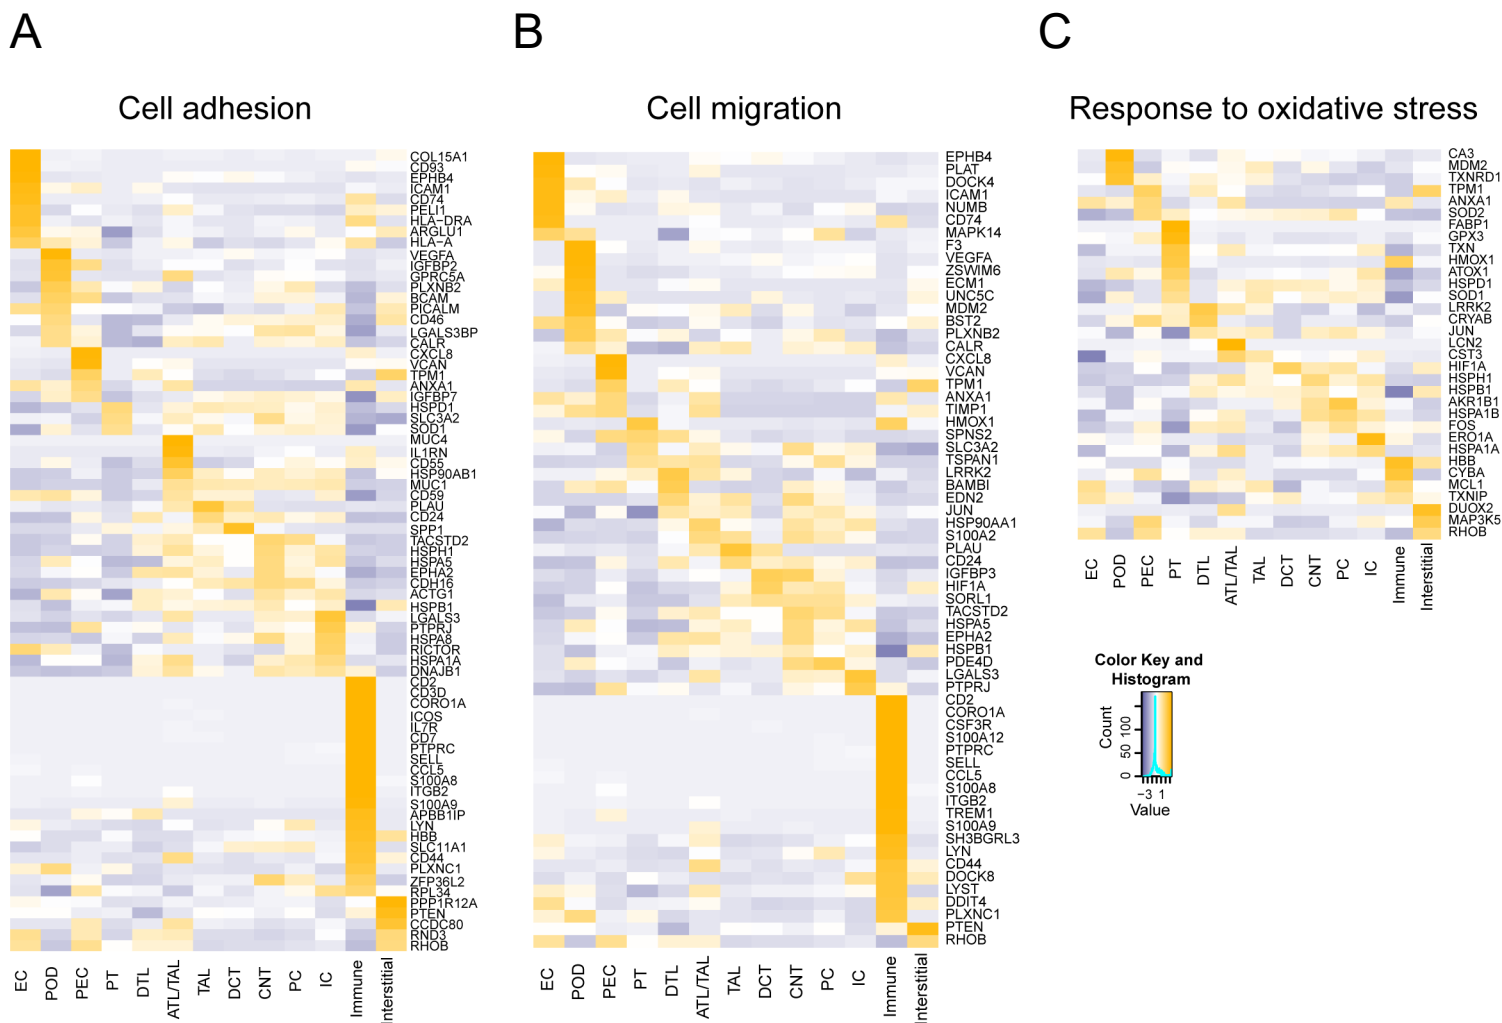 A
B
C
Cell adhesion
Cell migration
Response to oxidative stress
COL15A1
CD93
EPHB4
ICAM1
CD74
PELI1
HLA−DRA
ARGLU1
HLA−A
VEGFA
IGFBP2
GPRC5A
PLXNB2
BCAM
PICALM
CD46
LGALS3BP
CALR
CXCL8
VCAN
TPM1
ANXA1
IGFBP7
HSPD1
SLC3A2
SOD1
MUC4
IL1RN
CD55
HSP90AB1
MUC1
CD59
PLAU
CD24
SPP1
TACSTD2
HSPH1
HSPA5
EPHA2
CDH16
ACTG1
HSPB1
LGALS3
PTPRJ
HSPA8
RICTOR
HSPA1A
DNAJB1
CD2
CD3D
CORO1A
ICOS
IL7R
CD7
PTPRC
SELL
CCL5
S100A8
ITGB2
S100A9
APBB1IP
LYN
HBB
SLC11A1
CD44
PLXNC1
ZFP36L2
RPL34
PPP1R12A
PTEN
CCDC80
RND3
RHOB
EC
POD
PEC
PT
DTL
ATL/TAL
TAL
DCT
CNT
PC
IC
Immune
Interstitial
EPHB4
PLAT
DOCK4
ICAM1
NUMB
CD74
MAPK14
F3
VEGFA
ZSWIM6
ECM1
UNC5C
MDM2
BST2
PLXNB2
CALR
CXCL8
VCAN
TPM1
ANXA1
TIMP1
HMOX1
SPNS2
SLC3A2
TSPAN1
LRRK2
BAMBI
EDN2
JUN
HSP90AA1
S100A2
PLAU
CD24
IGFBP3
HIF1A
SORL1
TACSTD2
HSPA5
EPHA2
HSPB1
PDE4D
LGALS3
PTPRJ
CD2
CORO1A
CSF3R
S100A12
PTPRC
SELL
CCL5
S100A8
ITGB2
TREM1
S100A9
SH3BGRL3
LYN
CD44
DOCK8
LYST
DDIT4
PLXNC1
PTEN
RHOB
EC
POD
PEC
PT
DTL
ATL/TAL
TAL
DCT
CNT
PC
IC
Immune
Interstitial
CA3
MDM2
TXNRD1
TPM1
ANXA1
SOD2
FABP1
GPX3
TXN
HMOX1
ATOX1
HSPD1
SOD1
LRRK2
CRYAB
JUN
LCN2
CST3
HIF1A
HSPH1
HSPB1
AKR1B1
HSPA1B
FOS
ERO1A
HSPA1A
HBB
CYBA
MCL1
TXNIP
DUOX2
MAP3K5
RHOB
EC
POD
PEC
PT
DTL
ATL/TAL
TAL
DCT
CNT
PC
IC
Immune
Interstitial
Color Key and
Histogram
Count
0 50 100
−3 1
Value